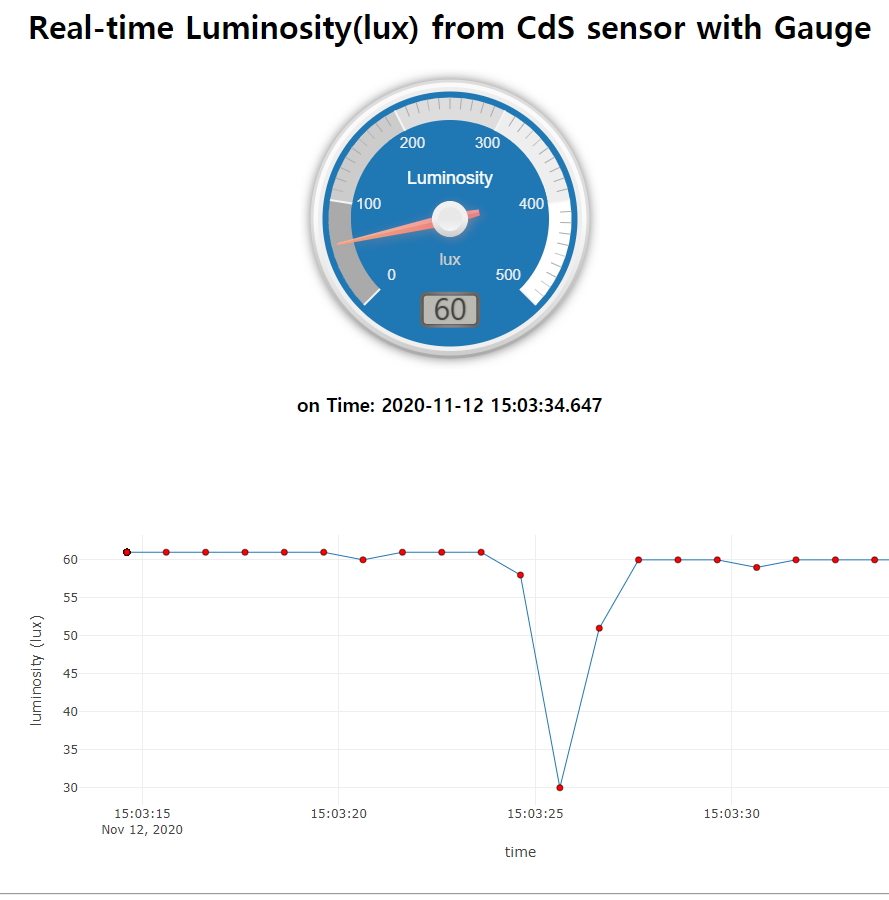 Real-time Luminosity(lux) from CdS sensor with Gauge
200 300
Luminosity
100 400
lux
0 500
60
on Time: 2020-11-12 15:03:34.647
60
55
50
45
40
35
30
luminosity (lux)
15:03:15 15:03:20 15:03:25 15:03:30
Nov 12, 2020
time